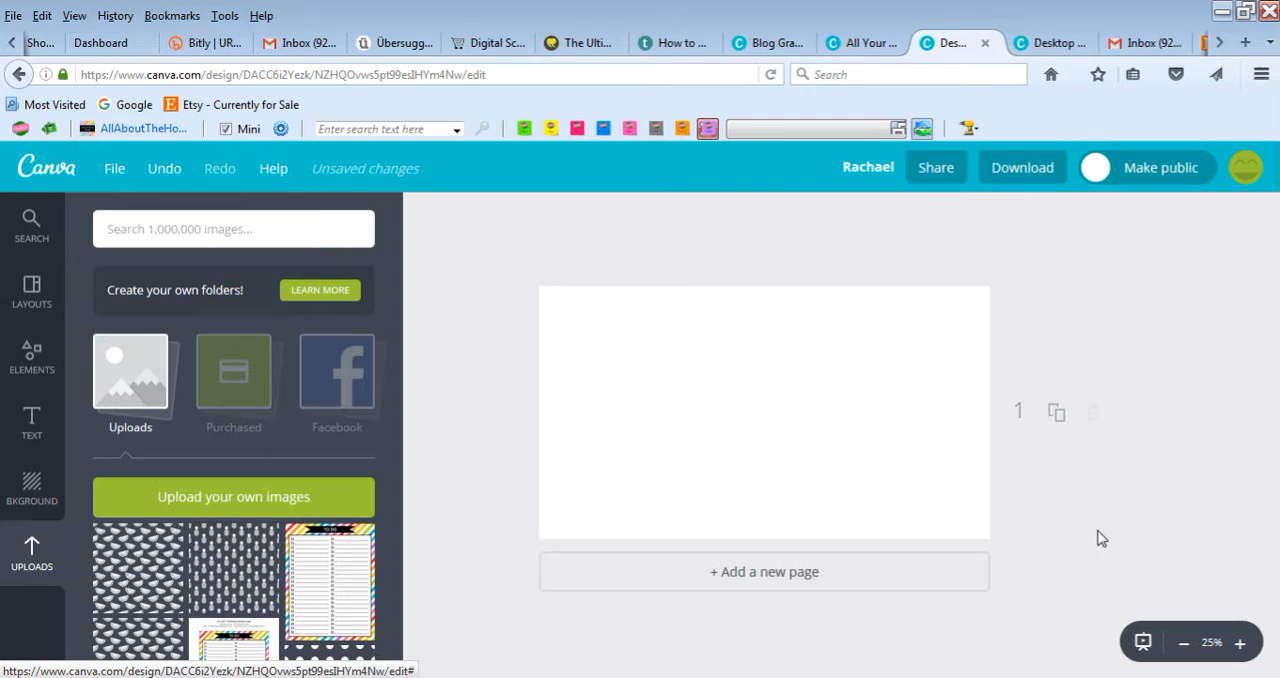 File Edit View History Bookmarks Tools Help
Sho... Dashboard Bitly | UR... Inbox (92... Übersugg... Digital Sc... The Ulti... How to ... Blog Gra... All Your ... Des... Desktop ... Inbox (92...
https://www.canva.com/design/DACC6i2Yezk/NZHQOvws5pt99esIHYm4Nw/edit Search
Most Visited Google Etsy - Currently for Sale
AllAboutTheHo... Mini Enter search text here
Canva File Undo Redo Help Unsaved changes Rachael Share Download Make public
SEARCH
LAYOUTS
ELEMENTS
TEXT
BKGROUND
UPLOADS
Search 1,000,000 images...
Create your own folders! LEARN MORE
Uploads Purchased Facebook
Upload your own images
TO DO
TO DO
1
+ Add a new page
25%
https://www.canva.com/design/DACC6i2Yezk/NZHQOvws5pt99esIHYm4Nw/edit#